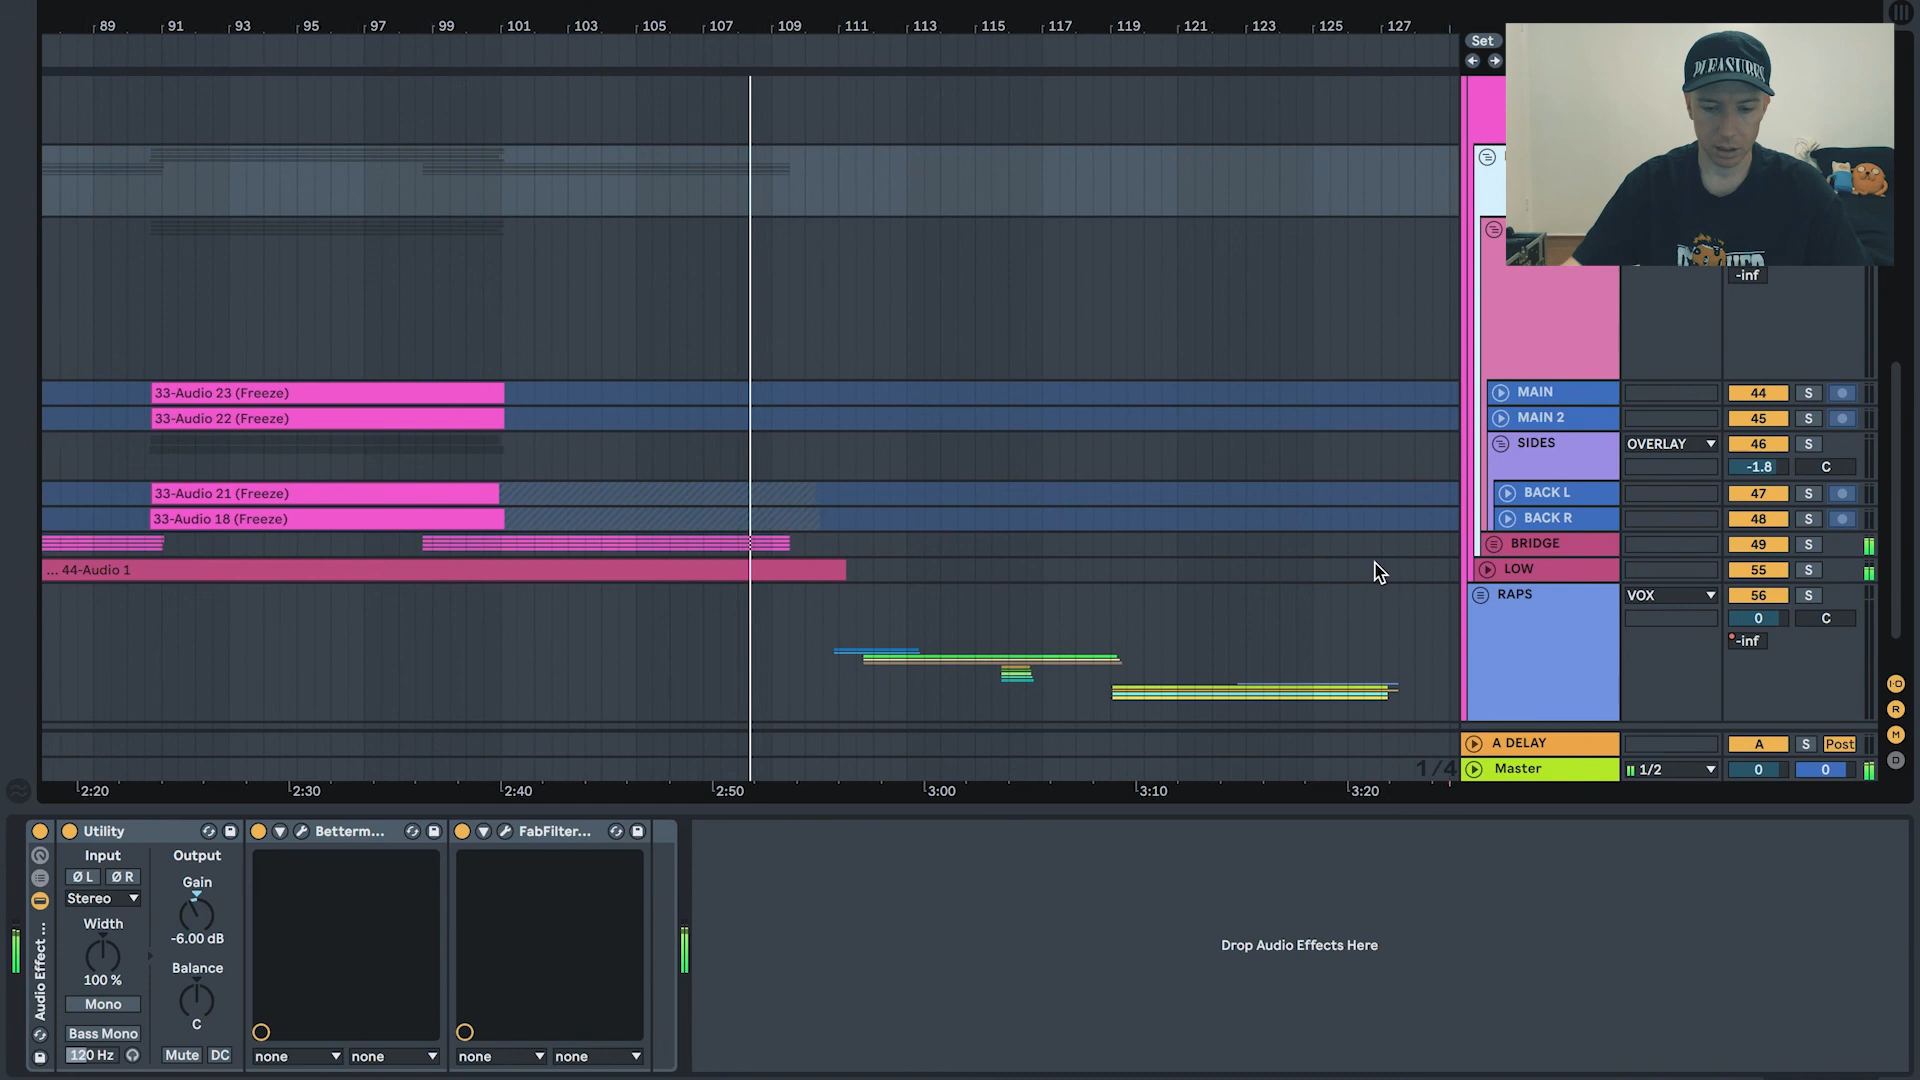 89 91 93 95 97 99 101 103 105 107 109 111 113 115 117 119 121 123 125 127
Set
PLEASURES
-inf
33-Audio 23 (Freeze) MAIN 44 S
33-Audio 22 (Freeze) MAIN 2 45 S
SIDES OVERLAY 46 S
-1.8 C
33-Audio 21 (Freeze) BACK L 47 S
33-Audio 18 (Freeze) BACK R 48 S
BRIDGE 49 S
... 44-Audio 1 LOW 55 S
RAPS VOX 56 S
0 C
-inf
I·O
R
M
D
A DELAY A S Post
1/4 Master 1/2 0 0
2:20 2:30 2:40 2:50 3:00 3:10 3:20
Utility Betterm... FabFilter...
Input Output
Ø L Ø R
Gain
Stereo
Width
-6.00 dB
Balance
100 %
Mono
C
Bass Mono
120 Hz Mute DC none none none none
Audio Effect ...
Drop Audio Effects Here